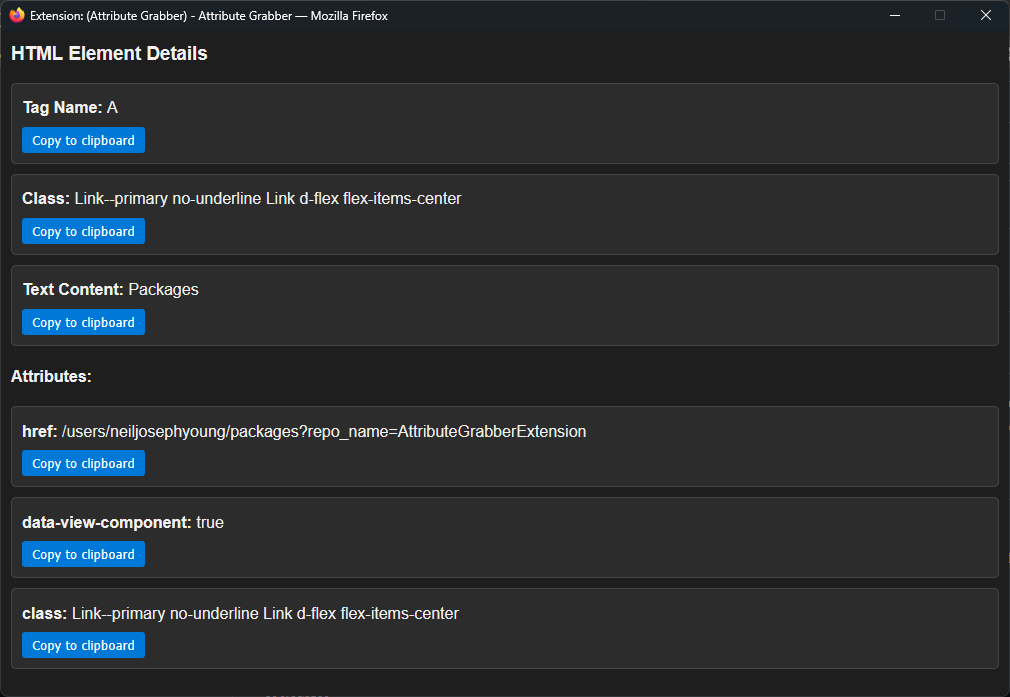 Extension: (Attribute Grabber) - Attribute Grabber — Mozilla Firefox
HTML Element Details
Tag Name: A
Copy to clipboard
Class: Link--primary no-underline Link d-flex flex-items-center
Copy to clipboard
Text Content: Packages
Copy to clipboard
Attributes:
href: /users/neiljosephyoung/packages?repo_name=AttributeGrabberExtension
Copy to clipboard
data-view-component: true
Copy to clipboard
class: Link--primary no-underline Link d-flex flex-items-center
Copy to clipboard